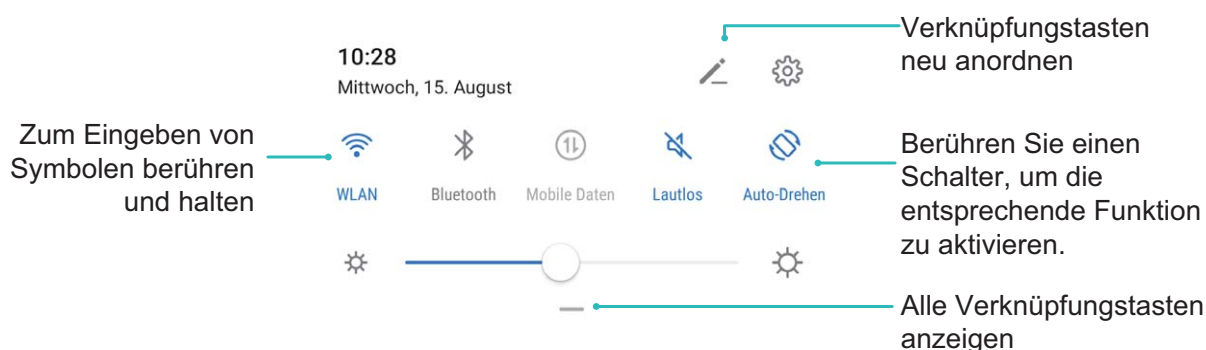 Verknüpfungstasten
neu anordnen
10:28
Mittwoch, 15. August
Zum Eingeben von
Symbolen berühren
und halten
WLAN
Bluetooth
Mobile Daten
Lautlos
Auto-Drehen
Berühren Sie einen
Schalter, um die
entsprechende Funktion
zu aktivieren.
Alle Verknüpfungstasten
anzeigen